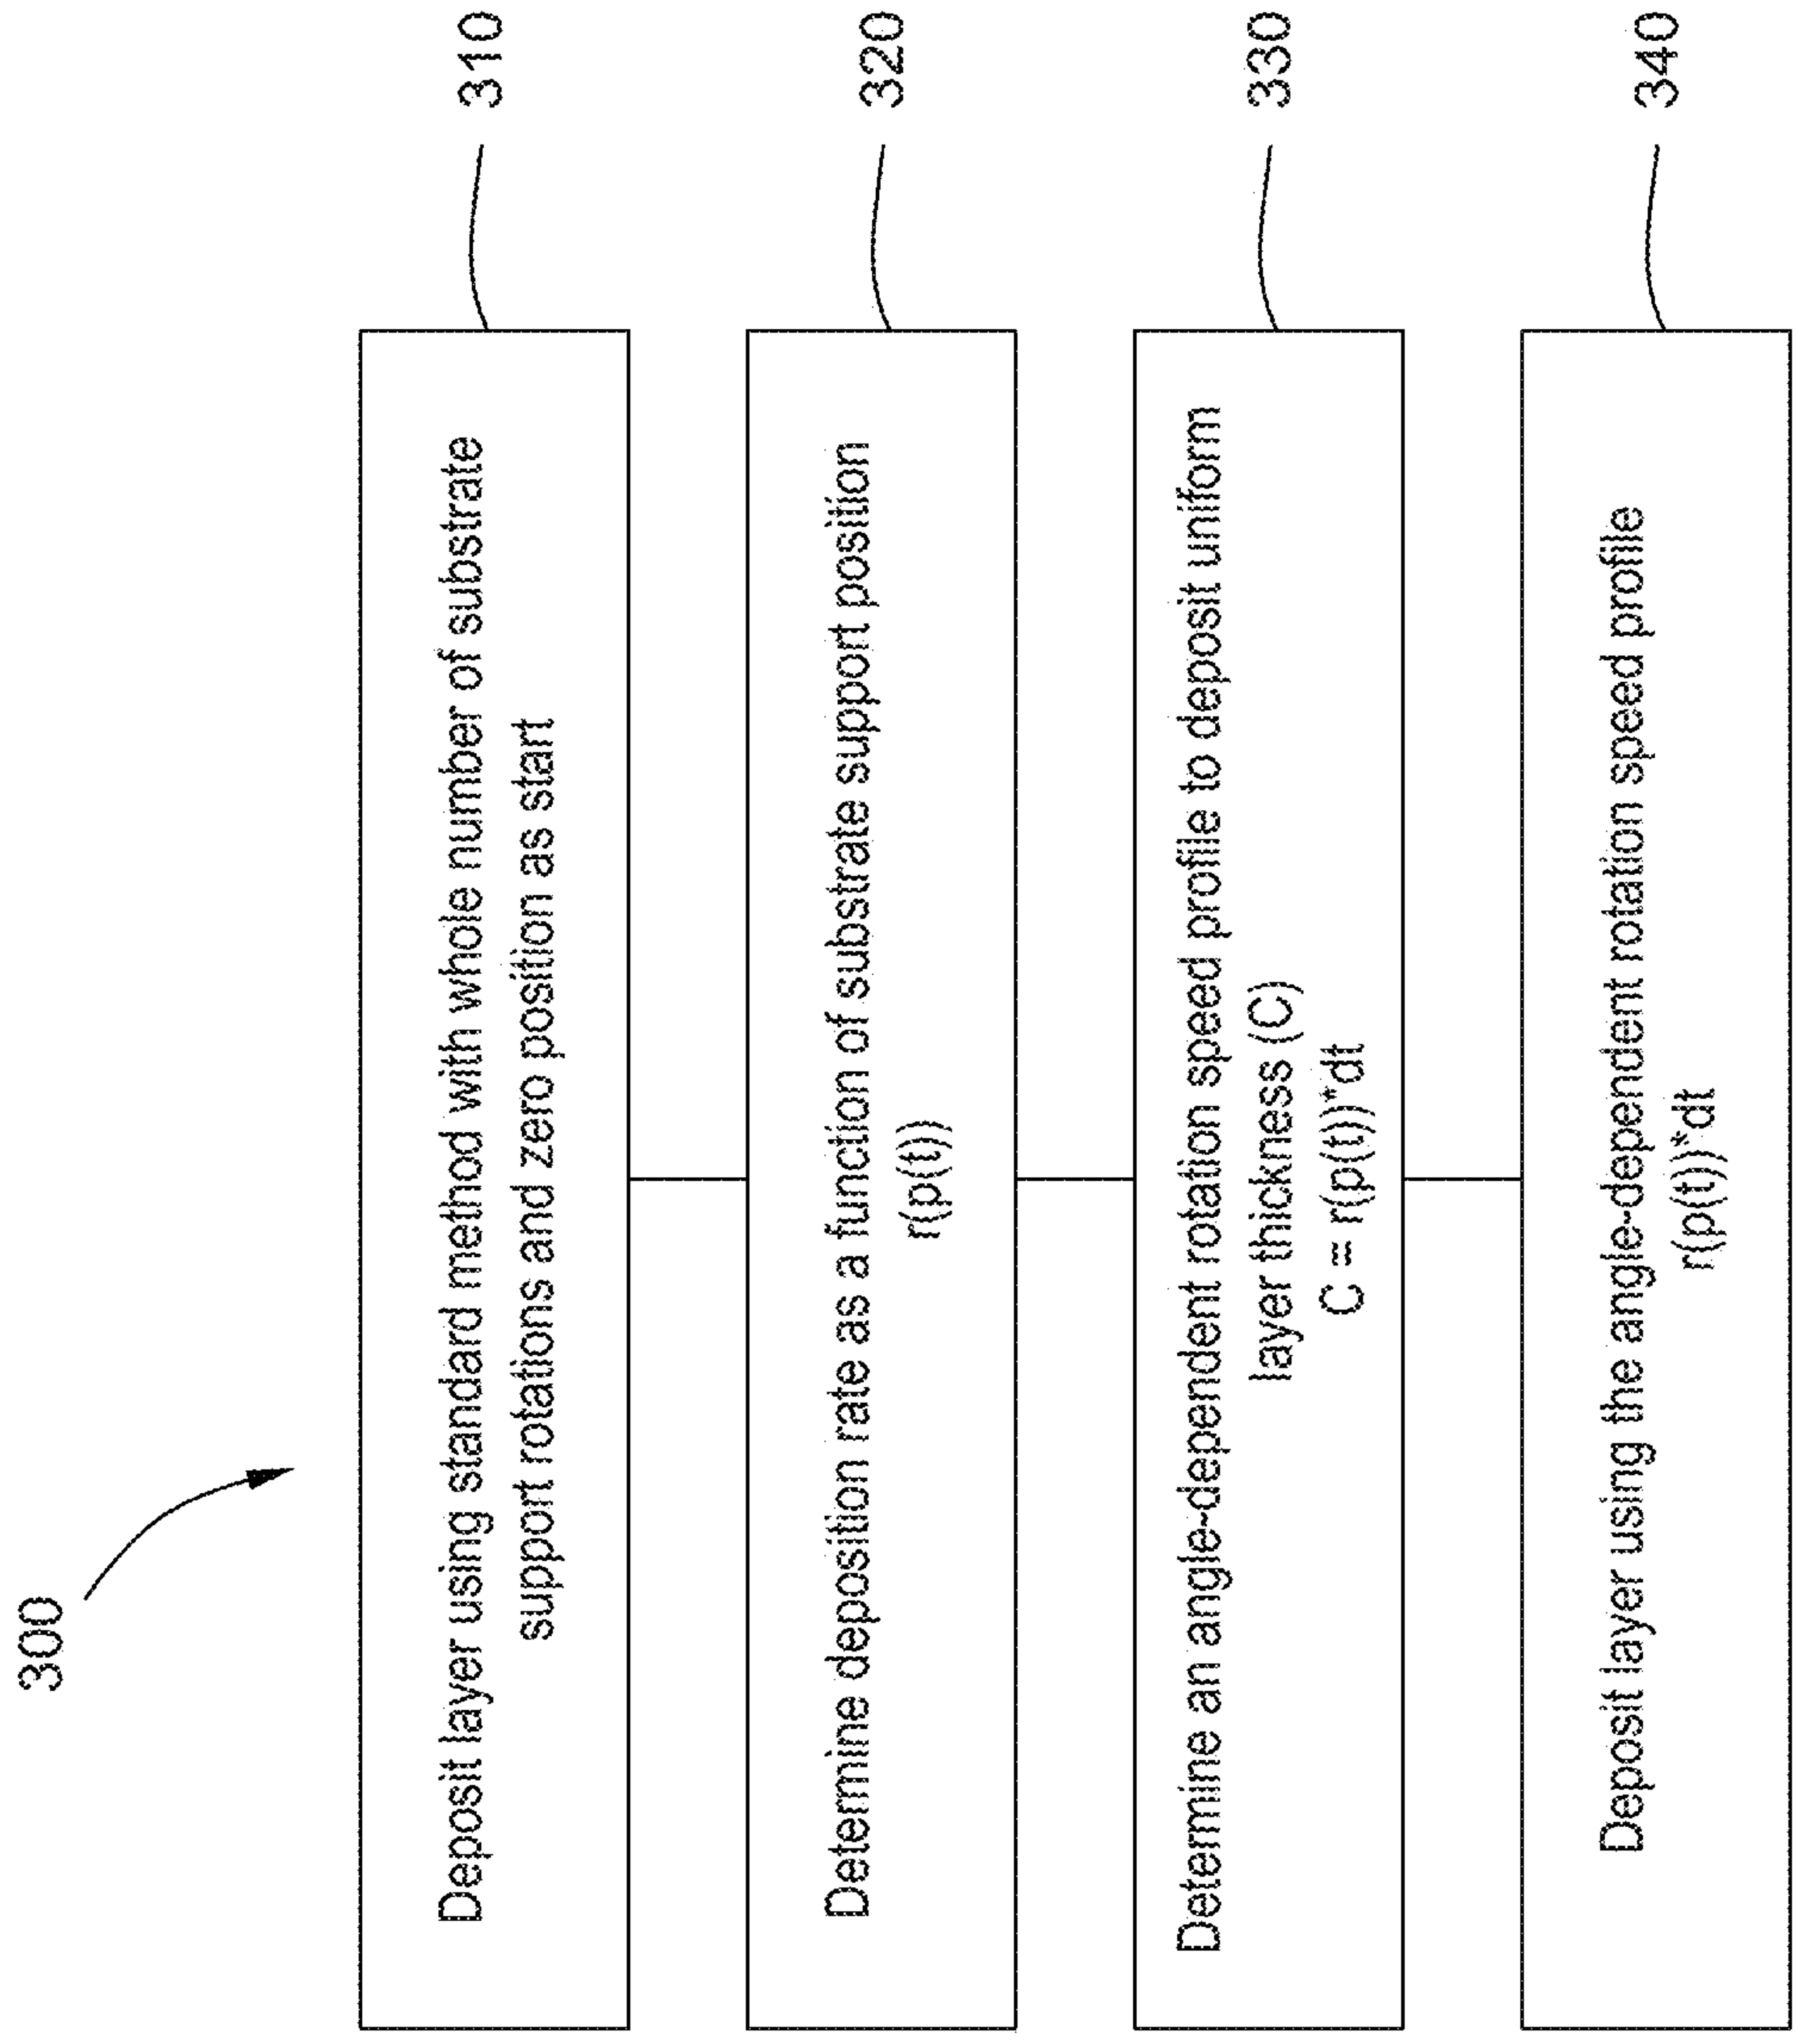 300
Deposit layer using standard method with whole number of substrate
support rotations and zero position as start
310
Determine deposition rate as a function of substrate support position
r(p(t))
320
Determine an angle-dependent rotation speed profile to deposit uniform
layer thickness (C)
C = r(p(t))*dt
330
Deposit layer using the angle-dependent rotation speed profile
r(p(t))*dt
340